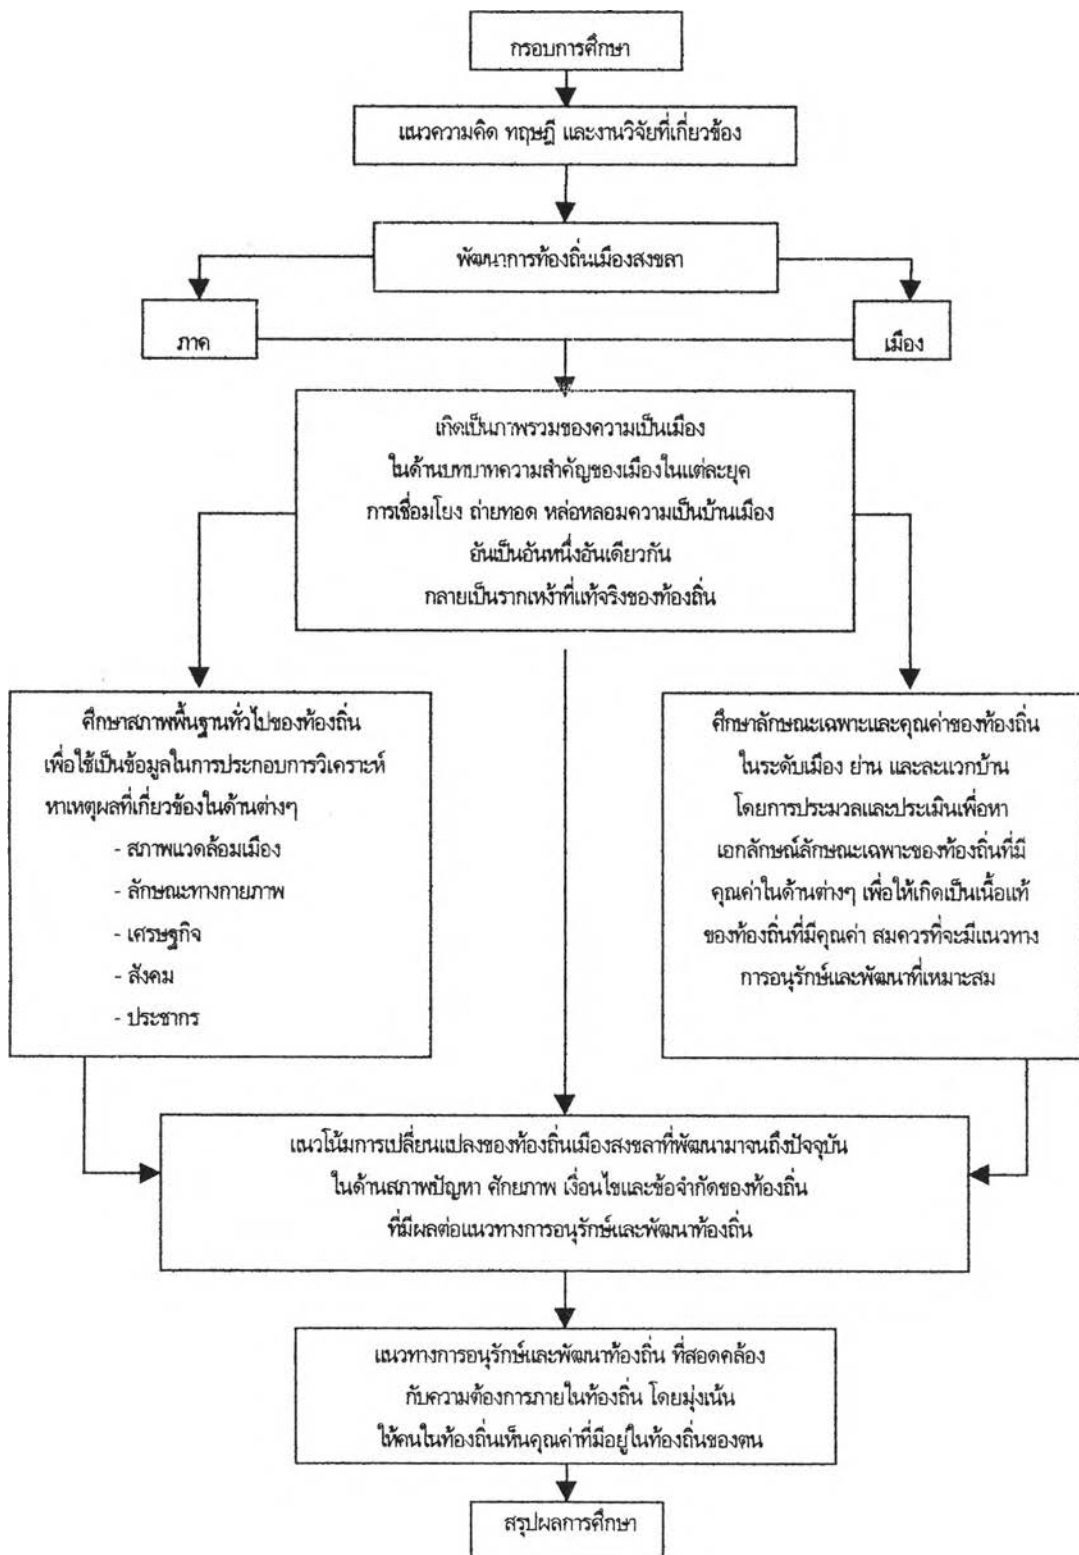 กรอบการศึกษา
แนวความคิด ทฤษฎี และงานวิจัยที่เกี่ยวข้อง
พัฒนาการท้องถิ่นเมืองสงขลา
ภาค
เมือง
เกิดเป็นภาพรวมของความเป็นเมือง
ในด้านบทบาทความสำคัญของเมืองในแต่ละยุค
การเชื่อมโยง ถ่ายทอด หล่อหลอมความเป็นบ้านเมือง
อันเป็นอันหนึ่งอันเดียวกัน
กลายเป็นรากเหง้าที่แท้จริงของท้องถิ่น
ศึกษาสภาพพื้นฐานทั่วไปของท้องถิ่น
เพื่อใช้เป็นข้อมูลในการประกอบการวิเคราะห์
หาเหตุผลที่เกี่ยวข้องในด้านต่างๆ
- สภาพแวดล้อมเมือง
- ลักษณะทางกายภาพ
- เศรษฐกิจ
- สังคม
- ประชากร
ศึกษาลักษณะเฉพาะและคุณค่าของท้องถิ่น
ในระดับเมือง ย่าน และละแวกบ้าน
โดยการประมวลและประเมินเพื่อหา
เอกลักษณ์ลักษณะเฉพาะของท้องถิ่นที่มี
คุณค่าในด้านต่างๆ เพื่อให้เกิดเป็นเนื้อแท้
ของท้องถิ่นที่มีคุณค่า สมควรที่จะมีแนวทาง
การอนุรักษ์และพัฒนาที่เหมาะสม
แนวโน้มการเปลี่ยนแปลงของท้องถิ่นเมืองสงขลาที่พัฒนามาจนถึงปัจจุบัน
ในด้านสภาพปัญหา ศักยภาพ เงื่อนไขและข้อจำกัดของท้องถิ่น
ที่มีผลต่อแนวทางการอนุรักษ์และพัฒนาท้องถิ่น
แนวทางการอนุรักษ์และพัฒนาท้องถิ่น ที่สอดคล้อง
กับความต้องการภายในท้องถิ่น โดยมุ่งเน้น
ให้คนในท้องถิ่นเห็นคุณค่าที่มีอยู่ในท้องถิ่นของตน
สรุปผลการศึกษา